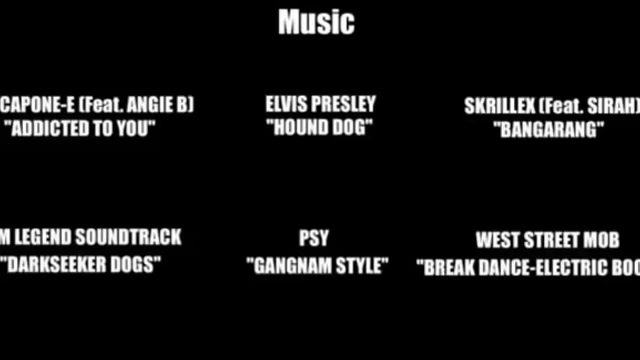 Music
CAPONE-E (Feat. ANGIE B)
"ADDICTED TO YOU"
ELVIS PRESLEY
"HOUND DOG"
SKRILLEX (Feat. SIRAH)
"BANGARANG"
M LEGEND SOUNDTRACK
"DARKSEEKER DOGS"
PSY
"GANGNAM STYLE"
WEST STREET MOB
"BREAK DANCE-ELECTRIC BOO